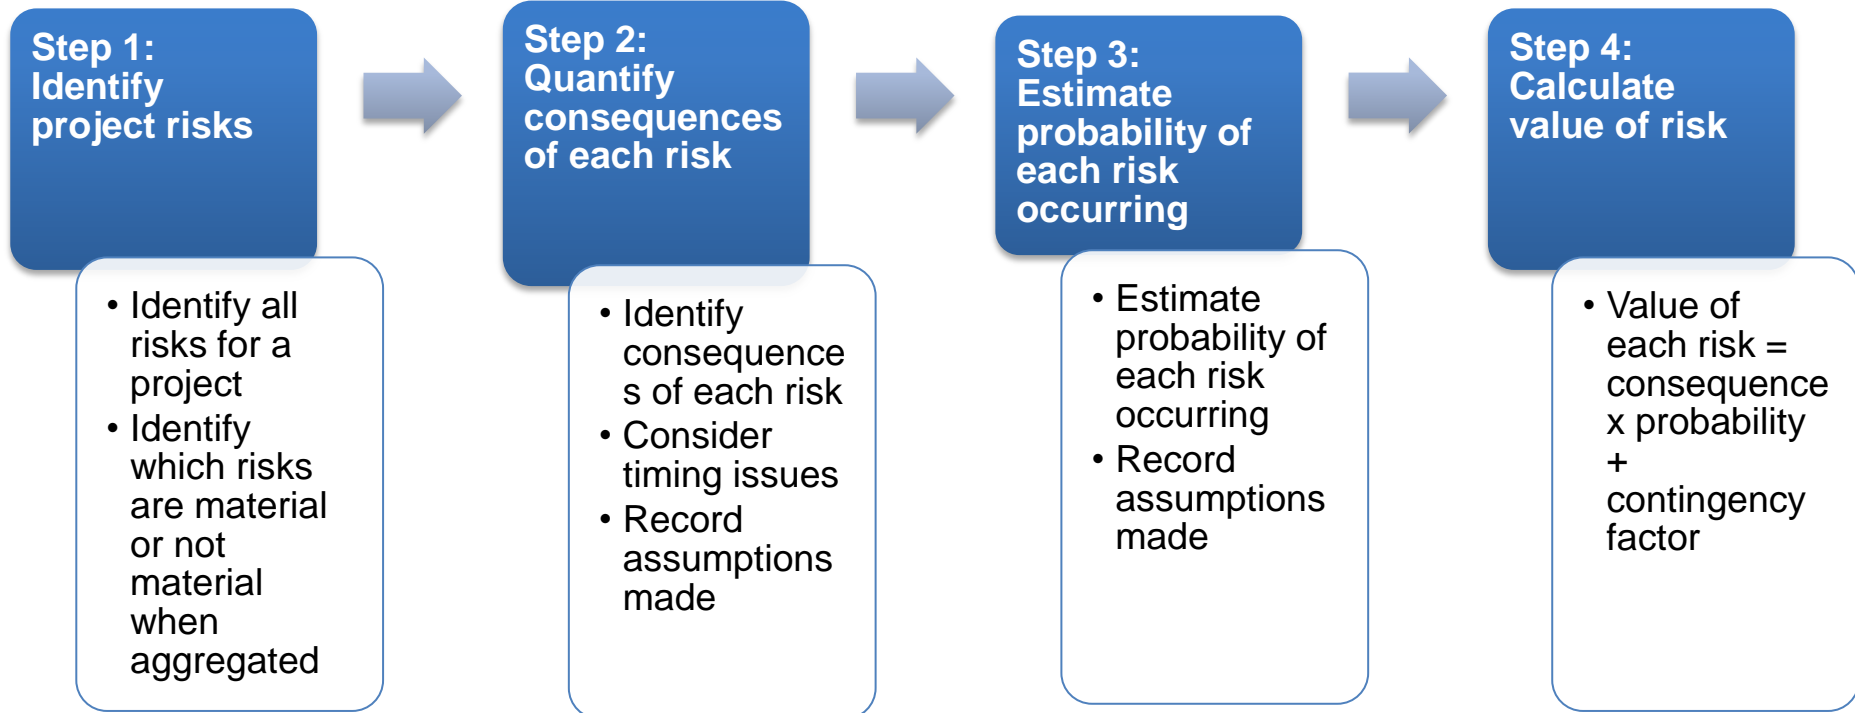 Step 1:
Identify
project risks
• Identify all
risks for a
project
• Identify
which risks
are material
or not
material
when
aggregated
Step 2:
Quantify
consequences
of each risk
• Identify
consequence
s of each risk
• Consider
timing issues
• Record
assumptions
made
Step 3:
Estimate
probability of
each risk
occurring
• Estimate
probability of
each risk
occurring
• Record
assumptions
made
Step 4:
Calculate
value of risk
• Value of
each risk =
consequence
x probability
+
contingency
factor